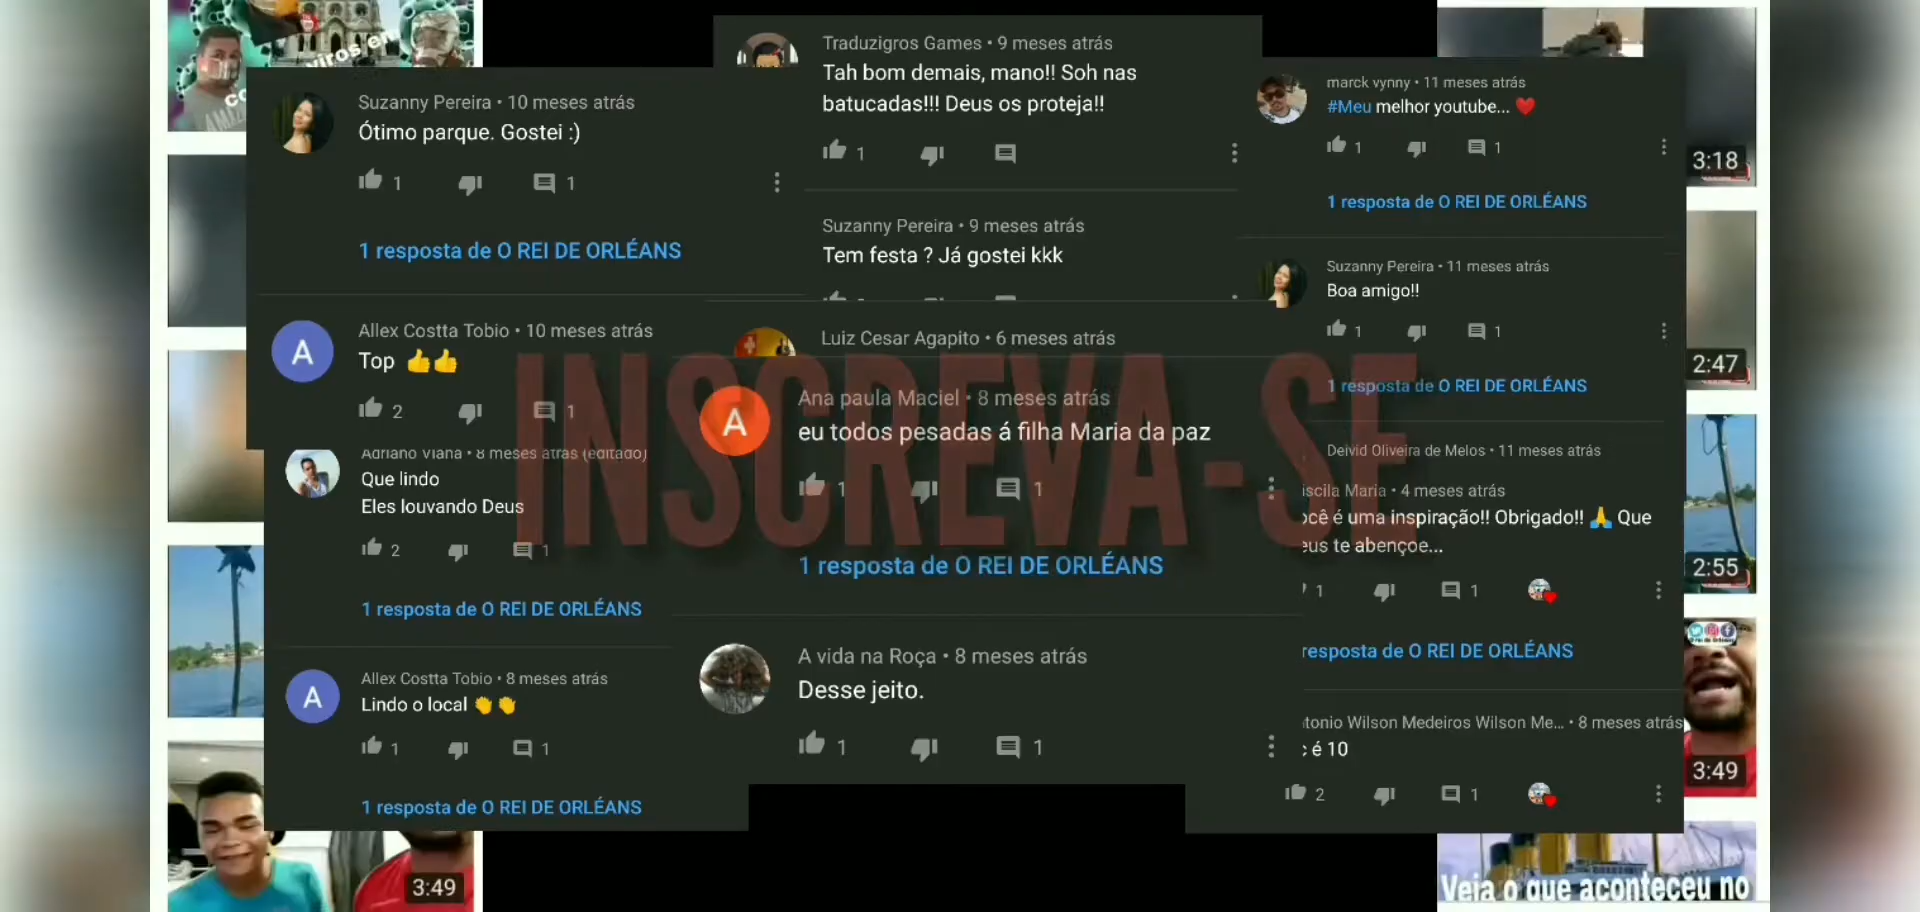 Suzanny Pereira • 10 meses atrás
Ótimo parque. Gostei :)
1
1
1 resposta de O REI DE ORLÉANS
Allex Costta Tobio • 10 meses atrás
A
Top 👍👍
2
1
Adriano Viana • 8 meses atrás (editado)
Que lindo
Eles louvando Deus
2
1
1 resposta de O REI DE ORLÉANS
Allex Costta Tobio • 8 meses atrás
A
Lindo o local 👏👏
1
1
1 resposta de O REI DE ORLÉANS
3:49
Traduzigros Games • 9 meses atrás
Tah bom demais, mano!! Soh nas
batucadas!!! Deus os proteja!!
1
Suzanny Pereira • 9 meses atrás
Tem festa ? Já gostei kkk
Luiz Cesar Agapito • 6 meses atrás
INSCREVA-SE
Ana paula Maciel • 8 meses atrás
A
eu todos pesadas á filha Maria da paz
1
1
1 resposta de O REI DE ORLÉANS
A vida na Roça • 8 meses atrás
Desse jeito.
1
1
marck vynny • 11 meses atrás
#Meu melhor youtube... ❤
1
1
1 resposta de O REI DE ORLÉANS
Suzanny Pereira • 11 meses atrás
Boa amigo!!
1
1
1 resposta de O REI DE ORLÉANS
Deivid Oliveira de Melos • 11 meses atrás
iscila Maria • 4 meses atrás
ocê é uma inspiração!! Obrigado!! 🙏 Que
eus te abençoe...
1
1
resposta de O REI DE ORLÉANS
tonio Wilson Medeiros Wilson Me... • 8 meses atrás
é 10
2
1
3:18
2:47
2:55
3:49
Veja o que aconteceu no